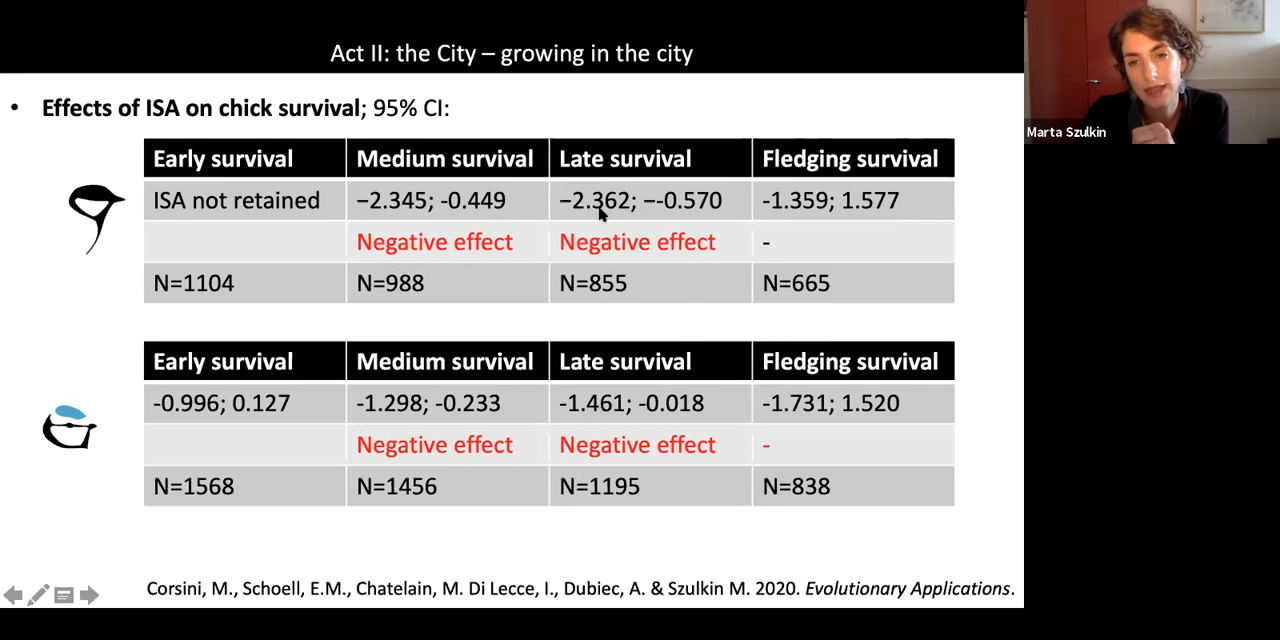 Act II: the City – growing in the city
Marta Szulkin
• Effects of ISA on chick survival; 95% CI:
Early survival Medium survival Late survival Fledging survival
ISA not retained −2.345; -0.449 −2.362; −-0.570 -1.359; 1.577
Negative effect Negative effect -
N=1104 N=988 N=855 N=665
Early survival Medium survival Late survival Fledging survival
-0.996; 0.127 -1.298; -0.233 -1.461; -0.018 -1.731; 1.520
Negative effect Negative effect -
N=1568 N=1456 N=1195 N=838
Corsini, M., Schoell, E.M., Chatelain, M. Di Lecce, I., Dubiec, A. & Szulkin M. 2020. Evolutionary Applications.